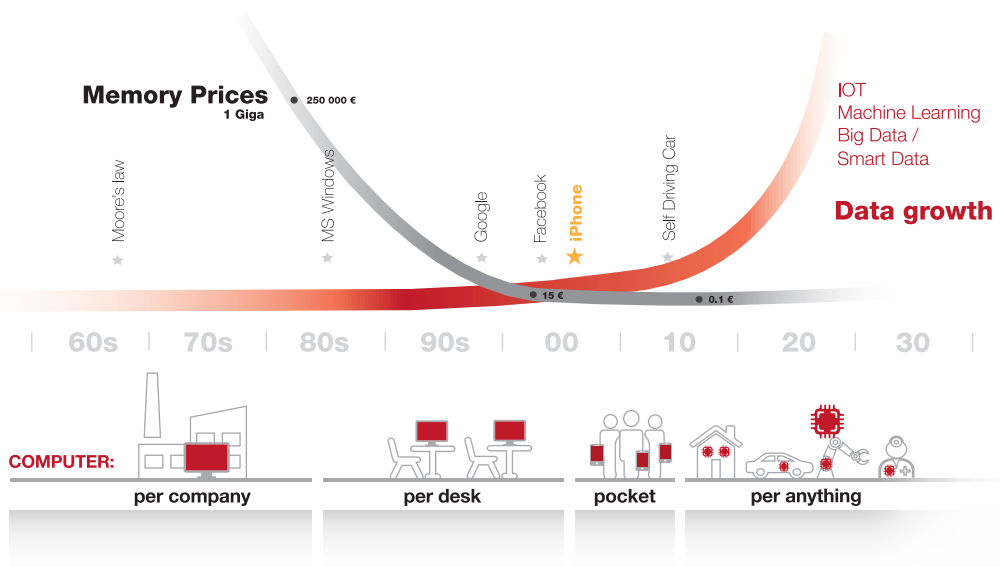 Memory Prices
1 Giga
250 000 €
IOT
Machine Learning
Big Data /
Smart Data
Data growth
Moore's law
MS Windows
Google
Facebook
iPhone
Self Driving Car
15 €
0.1 €
60s
70s
80s
90s
00
10
20
30
COMPUTER:
per company
per desk
pocket
per anything